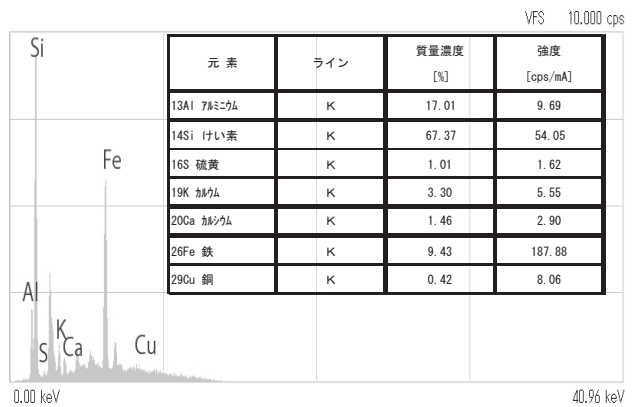 VFS 10.000 cps
Si
元 素 ライン 質量濃度 [%] 強度 [cps/mA]
13Al ｱﾙﾐﾆｳﾑ K 17.01 9.69
14Si けい素 K 67.37 54.05
16S 硫黄 K 1.01 1.62
19K ｶﾙｳﾑ K 3.30 5.55
20Ca ｶﾙｼｳﾑ K 1.46 2.90
26Fe 鉄 K 9.43 187.88
29Cu 銅 K 0.42 8.06
Fe
Al
S
K
Ca
Cu
0.00 keV 40.96 keV